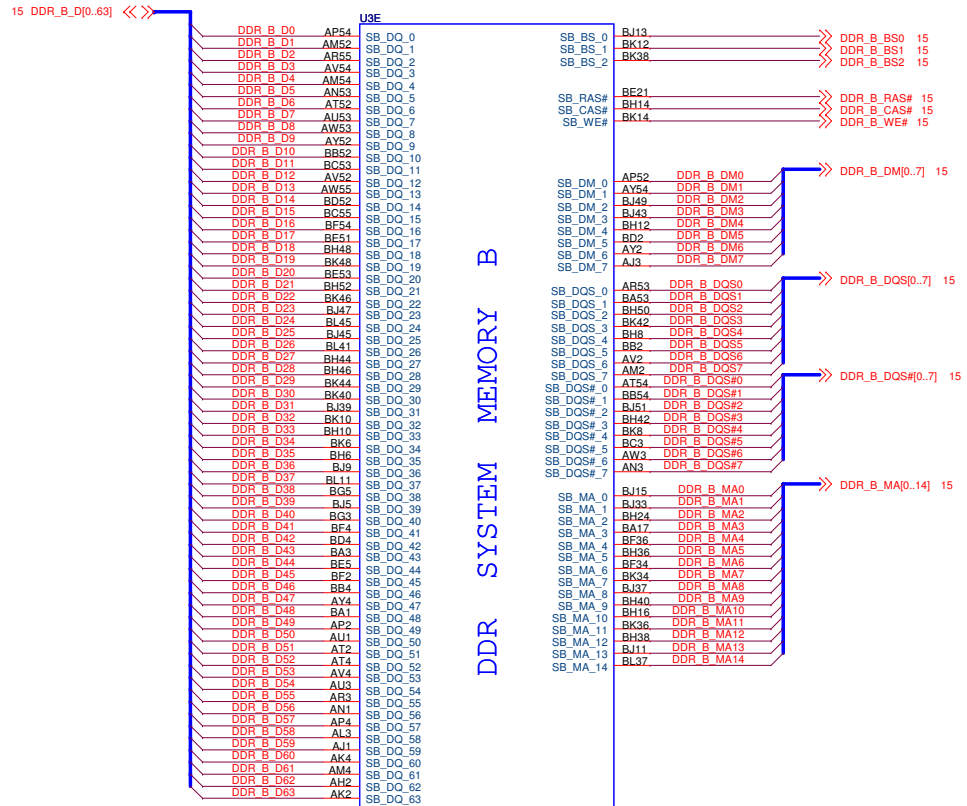 15 DDR_B_D[0..63]
U3E
DDR_B_D0 AP54 SB_DQ_0
DDR_B_D1 AM52 SB_DQ_1
DDR_B_D2 AR55 SB_DQ_2
DDR_B_D3 AV54 SB_DQ_3
DDR_B_D4 AM54 SB_DQ_4
DDR_B_D5 AN53 SB_DQ_5
DDR_B_D6 AT52 SB_DQ_6
DDR_B_D7 AU53 SB_DQ_7
DDR_B_D8 AW53 SB_DQ_8
DDR_B_D9 AY52 SB_DQ_9
DDR_B_D10 BB52 SB_DQ_10
DDR_B_D11 BC53 SB_DQ_11
DDR_B_D12 AV52 SB_DQ_12
DDR_B_D13 AW55 SB_DQ_13
DDR_B_D14 BD52 SB_DQ_14
DDR_B_D15 BC55 SB_DQ_15
DDR_B_D16 BF54 SB_DQ_16
DDR_B_D17 BE51 SB_DQ_17
DDR_B_D18 BH48 SB_DQ_18
DDR_B_D19 BK48 SB_DQ_19
DDR_B_D20 BE53 SB_DQ_20
DDR_B_D21 BH52 SB_DQ_21
DDR_B_D22 BK46 SB_DQ_22
DDR_B_D23 BJ47 SB_DQ_23
DDR_B_D24 BL45 SB_DQ_24
DDR_B_D25 BJ45 SB_DQ_25
DDR_B_D26 BL41 SB_DQ_26
DDR_B_D27 BH44 SB_DQ_27
DDR_B_D28 BH46 SB_DQ_28
DDR_B_D29 BK44 SB_DQ_29
DDR_B_D30 BK40 SB_DQ_30
DDR_B_D31 BJ39 SB_DQ_31
DDR_B_D32 BK10 SB_DQ_32
DDR_B_D33 BH10 SB_DQ_33
DDR_B_D34 BK6 SB_DQ_34
DDR_B_D35 BH6 SB_DQ_35
DDR_B_D36 BJ9 SB_DQ_36
DDR_B_D37 BL11 SB_DQ_37
DDR_B_D38 BG5 SB_DQ_38
DDR_B_D39 BJ5 SB_DQ_39
DDR_B_D40 BG3 SB_DQ_40
DDR_B_D41 BF4 SB_DQ_41
DDR_B_D42 BD4 SB_DQ_42
DDR_B_D43 BA3 SB_DQ_43
DDR_B_D44 BE5 SB_DQ_44
DDR_B_D45 BF2 SB_DQ_45
DDR_B_D46 BB4 SB_DQ_46
DDR_B_D47 AY4 SB_DQ_47
DDR_B_D48 BA1 SB_DQ_48
DDR_B_D49 AP2 SB_DQ_49
DDR_B_D50 AU1 SB_DQ_50
DDR_B_D51 AT2 SB_DQ_51
DDR_B_D52 AT4 SB_DQ_52
DDR_B_D53 AV4 SB_DQ_53
DDR_B_D54 AU3 SB_DQ_54
DDR_B_D55 AR3 SB_DQ_55
DDR_B_D56 AN1 SB_DQ_56
DDR_B_D57 AP4 SB_DQ_57
DDR_B_D58 AL3 SB_DQ_58
DDR_B_D59 AJ1 SB_DQ_59
DDR_B_D60 AK4 SB_DQ_60
DDR_B_D61 AM4 SB_DQ_61
DDR_B_D62 AH2 SB_DQ_62
DDR_B_D63 AK2 SB_DQ_63
DDR SYSTEM MEMORY B
SB_BS_0 BJ13 DDR_B_BS0 15
SB_BS_1 BK12 DDR_B_BS1 15
SB_BS_2 BK38 DDR_B_BS2 15
SB_RAS# BE21 DDR_B_RAS# 15
SB_CAS# BH14 DDR_B_CAS# 15
SB_WE# BK14 DDR_B_WE# 15
DDR_B_DM[0..7] 15
SB_DM_0 AP52 DDR_B_DM0
SB_DM_1 AY54 DDR_B_DM1
SB_DM_2 BJ49 DDR_B_DM2
SB_DM_3 BJ43 DDR_B_DM3
SB_DM_4 BH12 DDR_B_DM4
SB_DM_5 BD2 DDR_B_DM5
SB_DM_6 AY2 DDR_B_DM6
SB_DM_7 AJ3 DDR_B_DM7
DDR_B_DQS[0..7] 15
SB_DQS_0 AR53 DDR_B_DQS0
SB_DQS_1 BA53 DDR_B_DQS1
SB_DQS_2 BH50 DDR_B_DQS2
SB_DQS_3 BK42 DDR_B_DQS3
SB_DQS_4 BH8 DDR_B_DQS4
SB_DQS_5 BB2 DDR_B_DQS5
SB_DQS_6 AV2 DDR_B_DQS6
SB_DQS_7 AM2 DDR_B_DQS7
DDR_B_DQS#[0..7] 15
SB_DQS#_0 AT54 DDR_B_DQS#0
SB_DQS#_1 BB54 DDR_B_DQS#1
SB_DQS#_2 BJ51 DDR_B_DQS#2
SB_DQS#_3 BH42 DDR_B_DQS#3
SB_DQS#_4 BK8 DDR_B_DQS#4
SB_DQS#_5 BC3 DDR_B_DQS#5
SB_DQS#_6 AW3 DDR_B_DQS#6
SB_DQS#_7 AN3 DDR_B_DQS#7
DDR_B_MA[0..14] 15
SB_MA_0 BJ15 DDR_B_MA0
SB_MA_1 BJ33 DDR_B_MA1
SB_MA_2 BH24 DDR_B_MA2
SB_MA_3 BA17 DDR_B_MA3
SB_MA_4 BF36 DDR_B_MA4
SB_MA_5 BH36 DDR_B_MA5
SB_MA_6 BF34 DDR_B_MA6
SB_MA_7 BK34 DDR_B_MA7
SB_MA_8 BJ37 DDR_B_MA8
SB_MA_9 BH40 DDR_B_MA9
SB_MA_10 BH16 DDR_B_MA10
SB_MA_11 BK36 DDR_B_MA11
SB_MA_12 BH38 DDR_B_MA12
SB_MA_13 BJ11 DDR_B_MA13
SB_MA_14 BL37 DDR_B_MA14